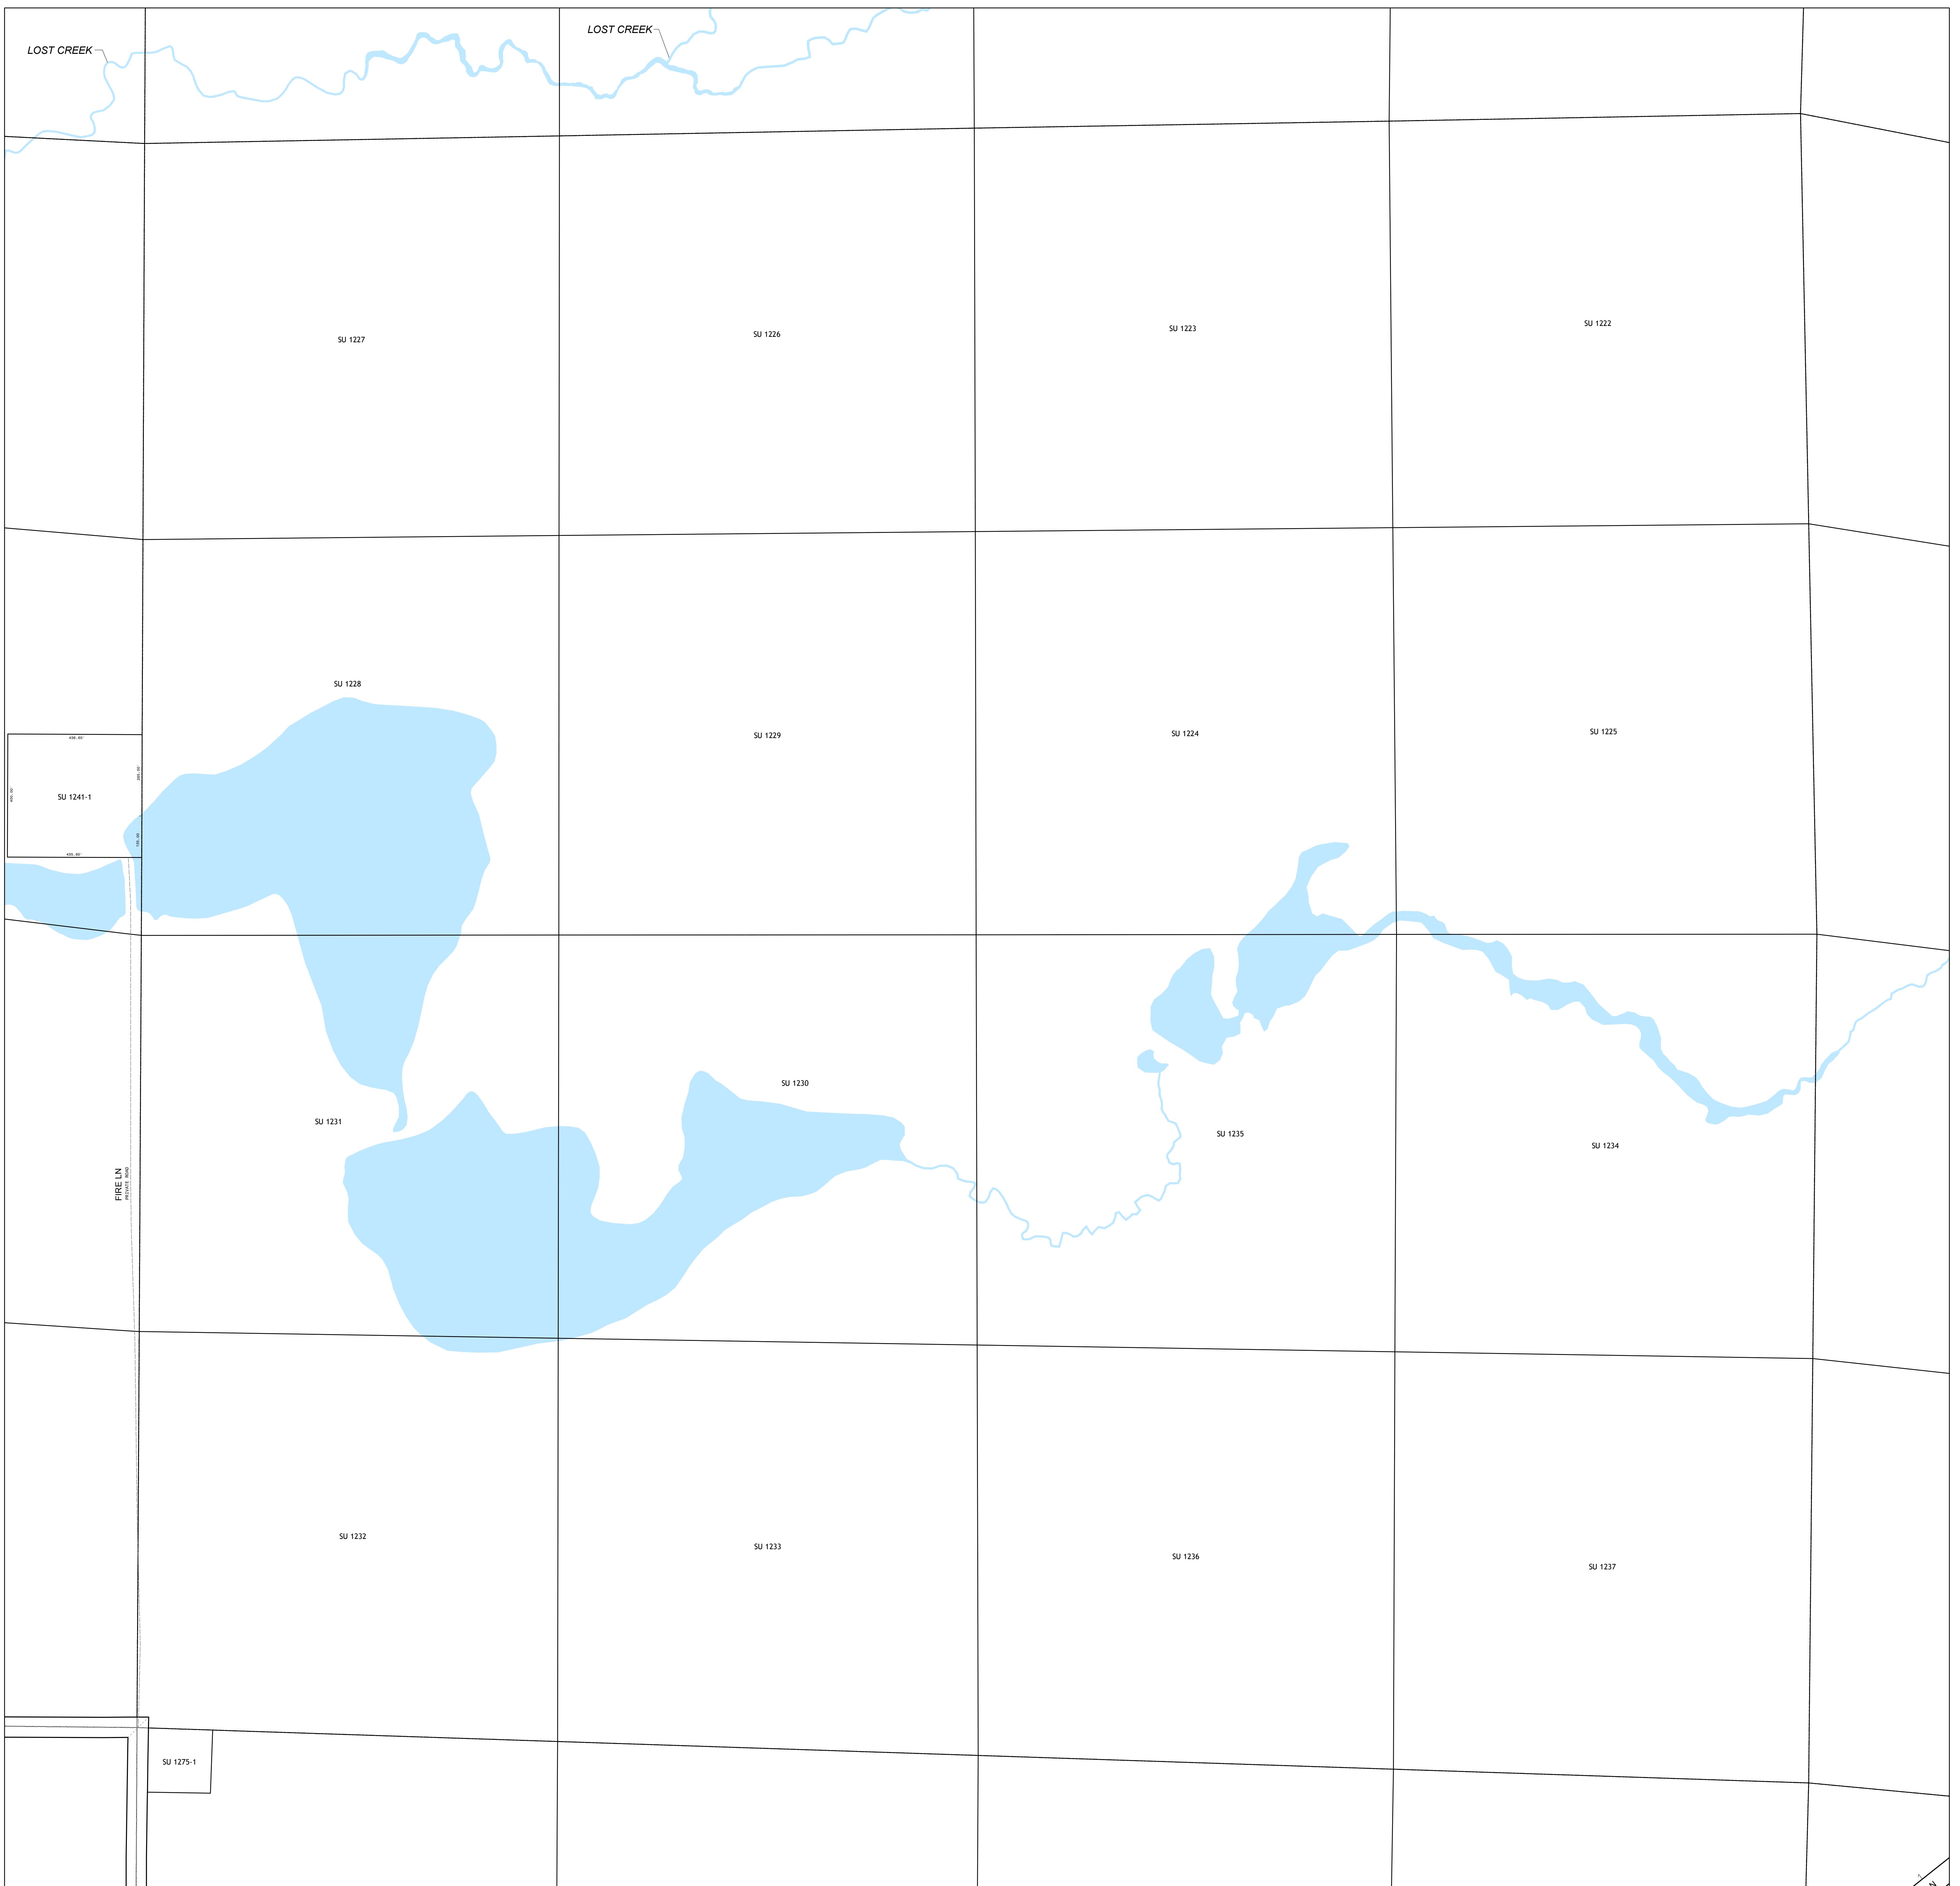 LOST CREEK
LOST CREEK
SU 1227
SU 1226
SU 1223
SU 1222
SU 1228
SU 1229
SU 1224
SU 1225
SU 1241-1
SU 1230
SU 1231
SU 1235
SU 1234
FIRE LN
PRIVATE ROAD
SU 1232
SU 1233
SU 1236
SU 1237
SU 1275-1